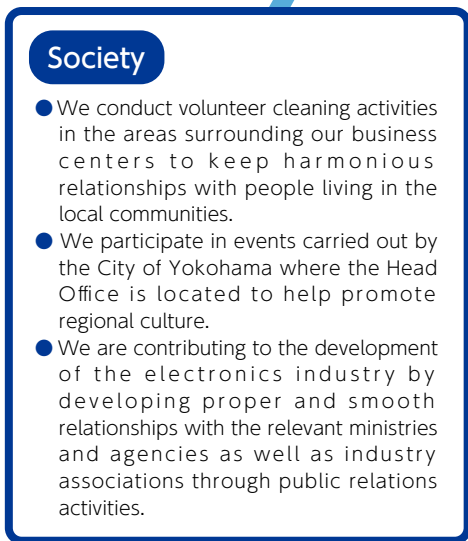 Society
● We conduct volunteer cleaning activities
in the areas surrounding our business
centers to keep harmonious
relationships with people living in the
local communities.
● We participate in events carried out by
the City of Yokohama where the Head
Office is located to help promote
regional culture.
● We are contributing to the development
of the electronics industry by
developing proper and smooth
relationships with the relevant ministries
and agencies as well as industry
associations through public relations
activities.